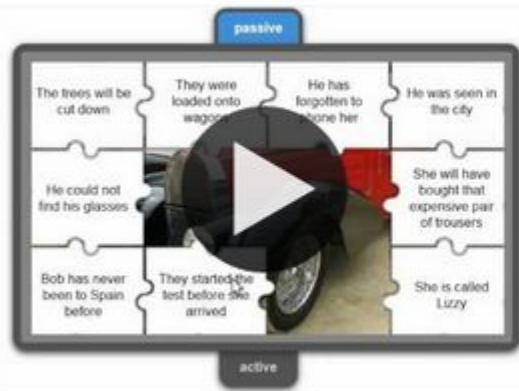 passive
The trees will be
cut down
They were
loaded onto
wagons
He has
forgotten to
phone her
He was seen in
the city
He could not
find his glasses
She will have
bought that
expensive pair
of trousers
Bob has never
been to Spain
before
They started the
test before she
arrived
She is called
Lizzy
active